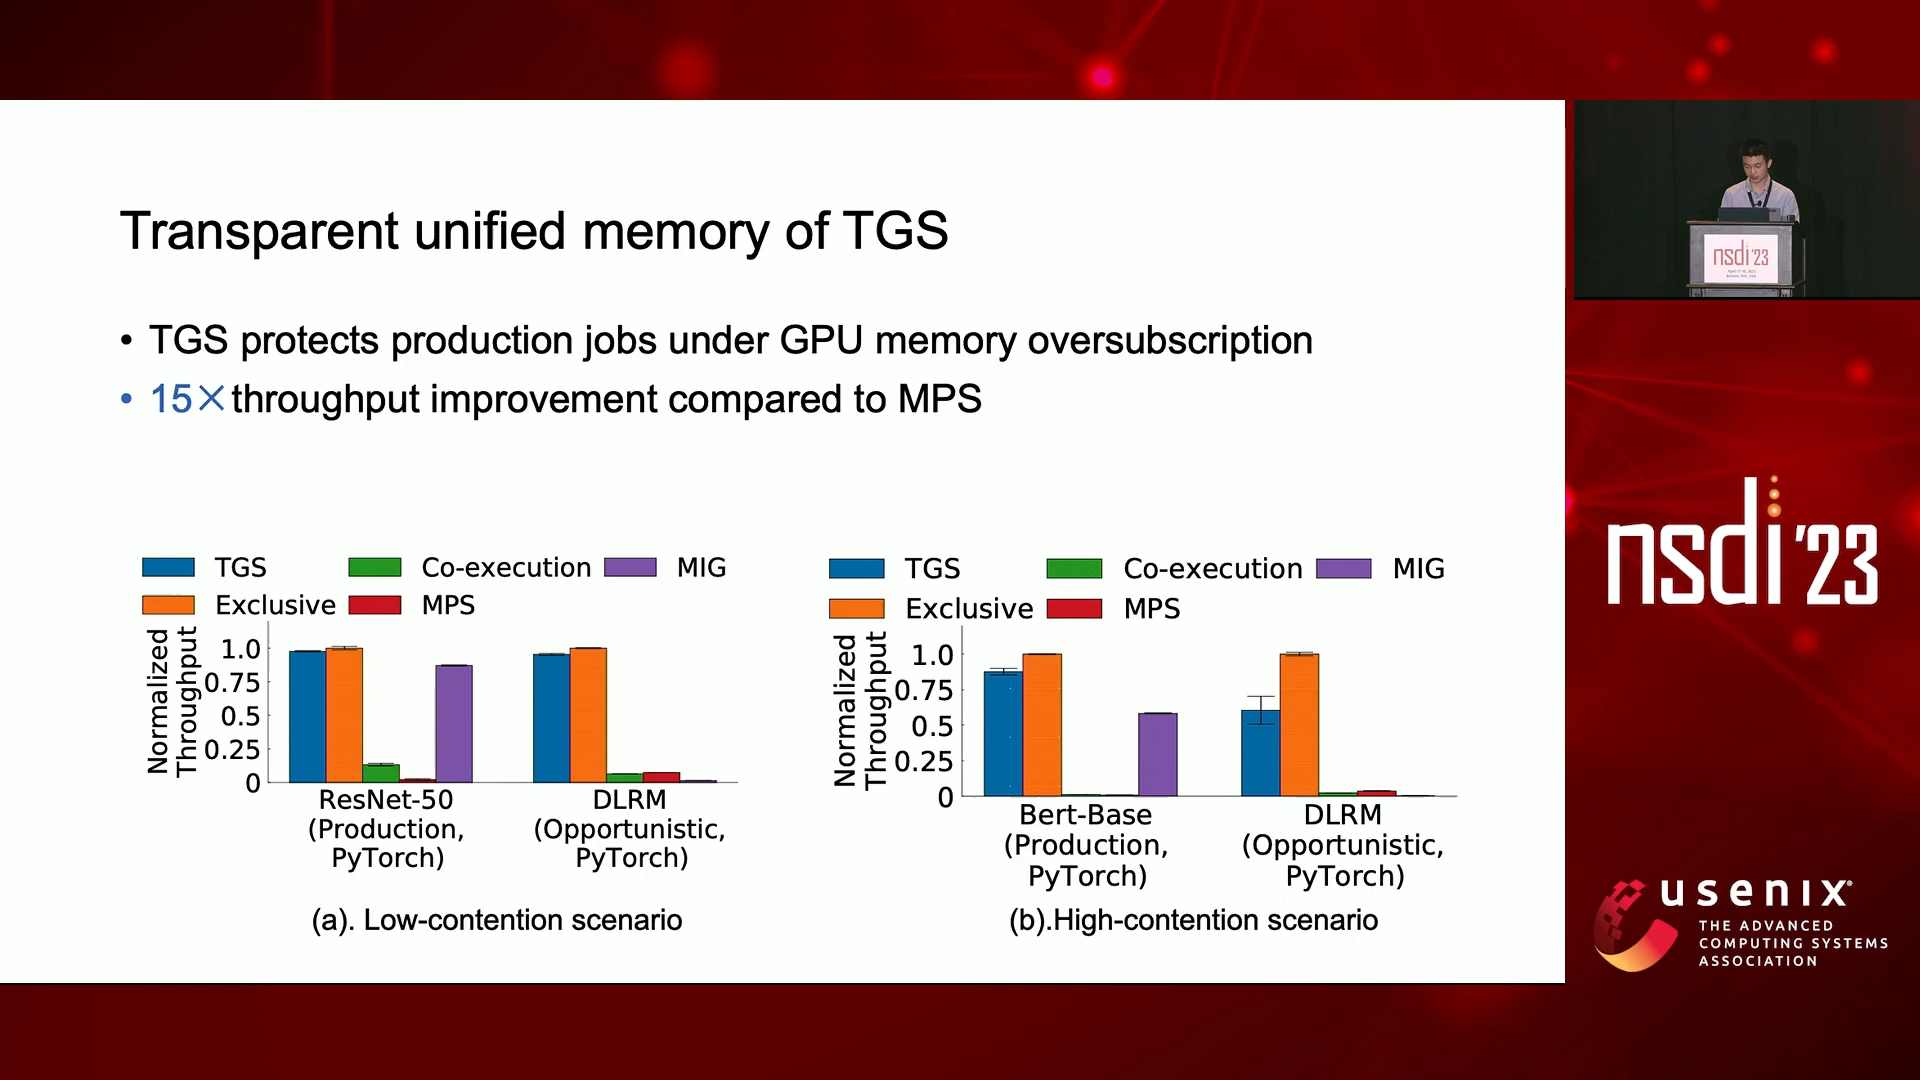 Transparent unified memory of TGS
• TGS protects production jobs under GPU memory oversubscription
• 15× throughput improvement compared to MPS
TGS Co-execution MIG
Exclusive MPS
Normalized
Throughput
1.0
0.75
0.5
0.25
0
ResNet-50
(Production,
PyTorch)
DLRM
(Opportunistic,
PyTorch)
(a). Low-contention scenario
TGS Co-execution MIG
Exclusive MPS
Normalized
Throughput
1.0
0.75
0.5
0.25
0
Bert-Base
(Production,
PyTorch)
DLRM
(Opportunistic,
PyTorch)
(b).High-contention scenario
nsdi '23
nsdi '23
usenix®
THE ADVANCED
COMPUTING SYSTEMS
ASSOCIATION